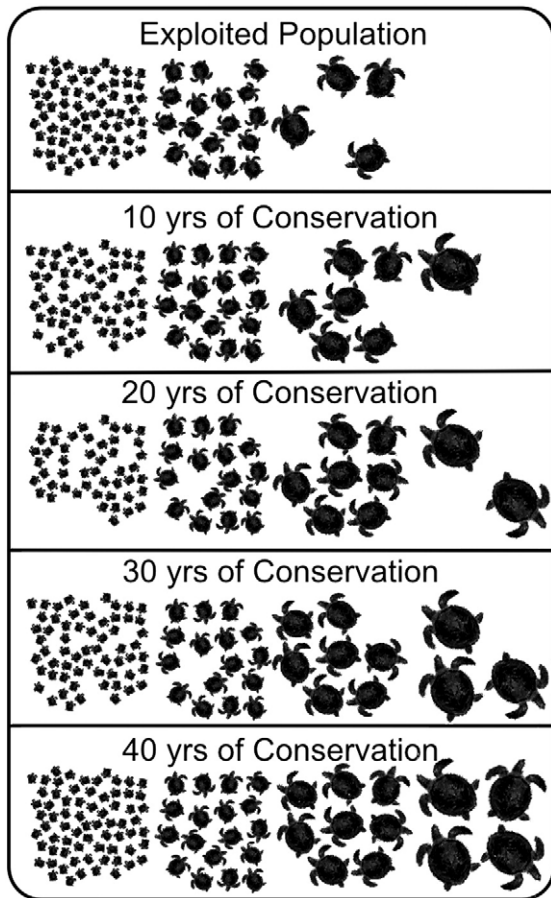 Exploited Population
10 yrs of Conservation
20 yrs of Conservation
30 yrs of Conservation
40 yrs of Conservation